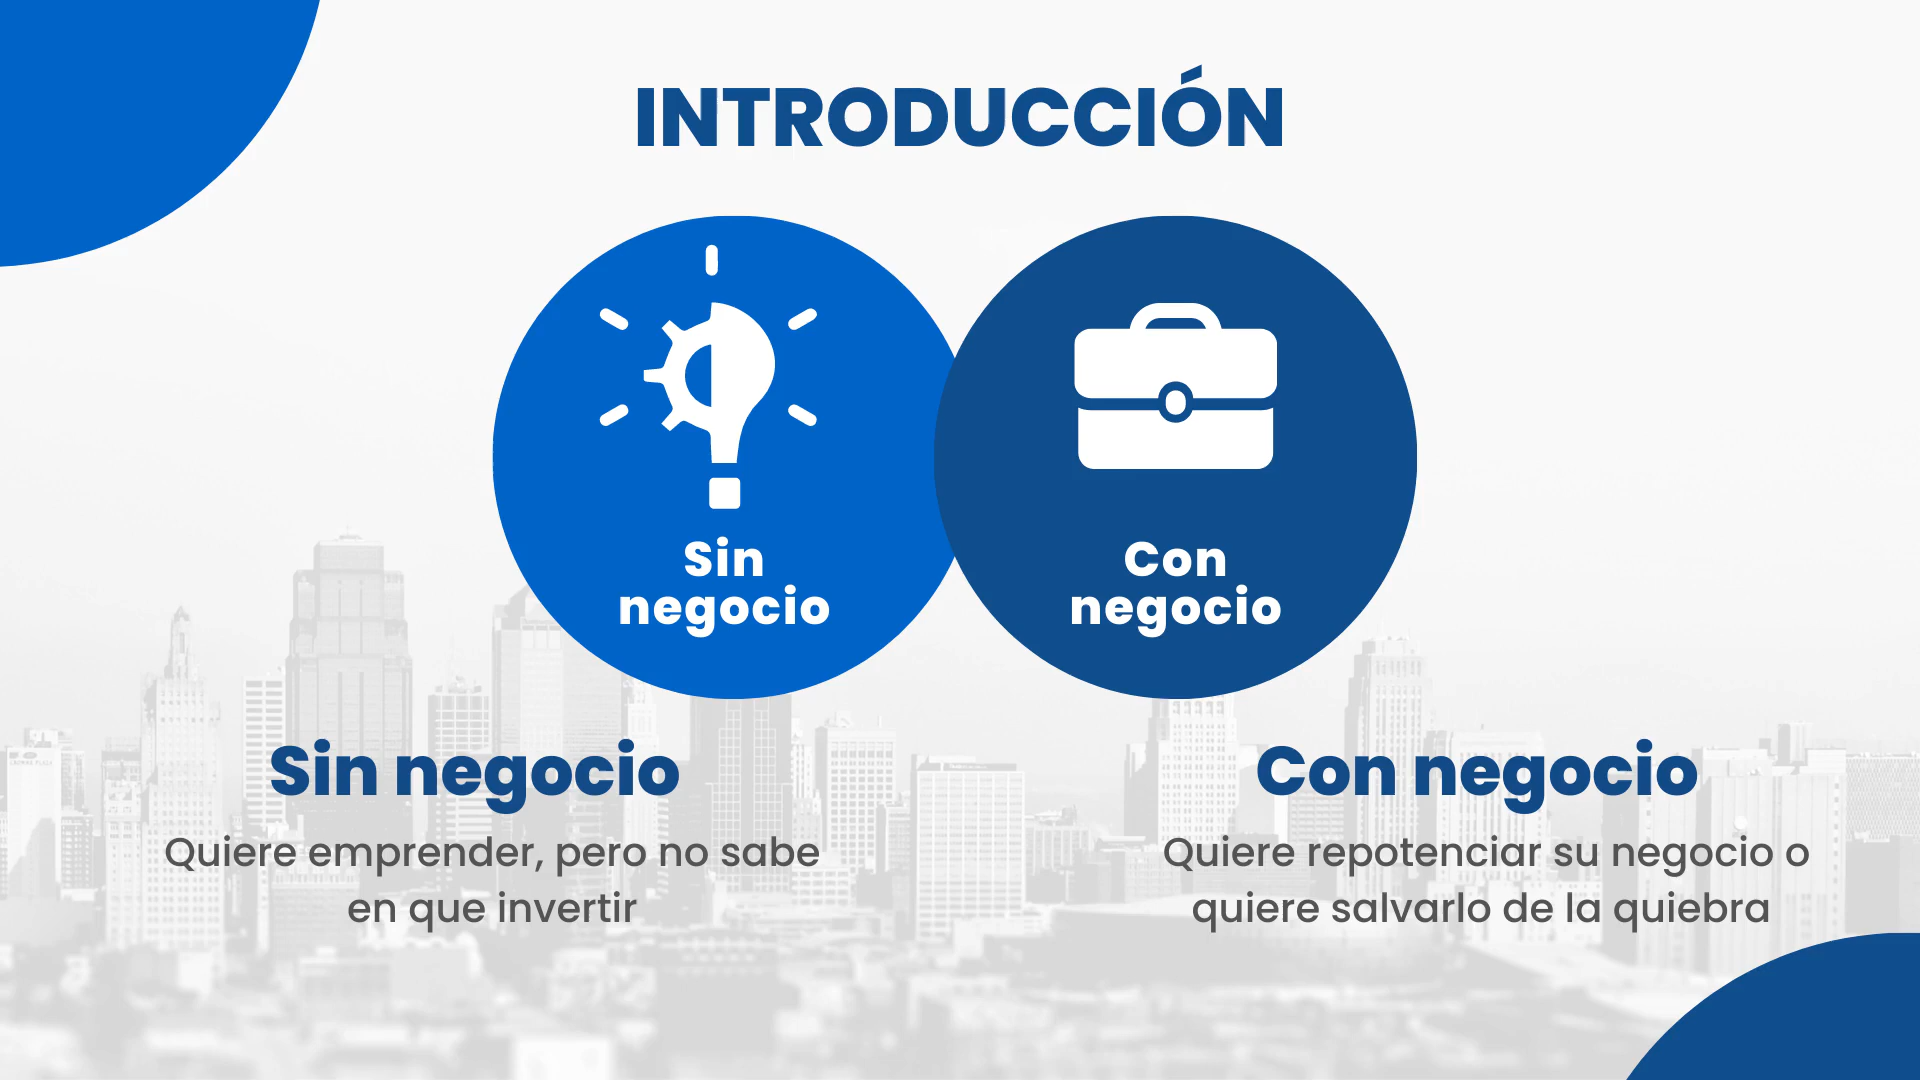 INTRODUCCIÓN
Sin
negocio
Con
negocio
Sin negocio
Quiere emprender, pero no sabe
en que invertir
Con negocio
Quiere repotenciar su negocio o
quiere salvarlo de la quiebra